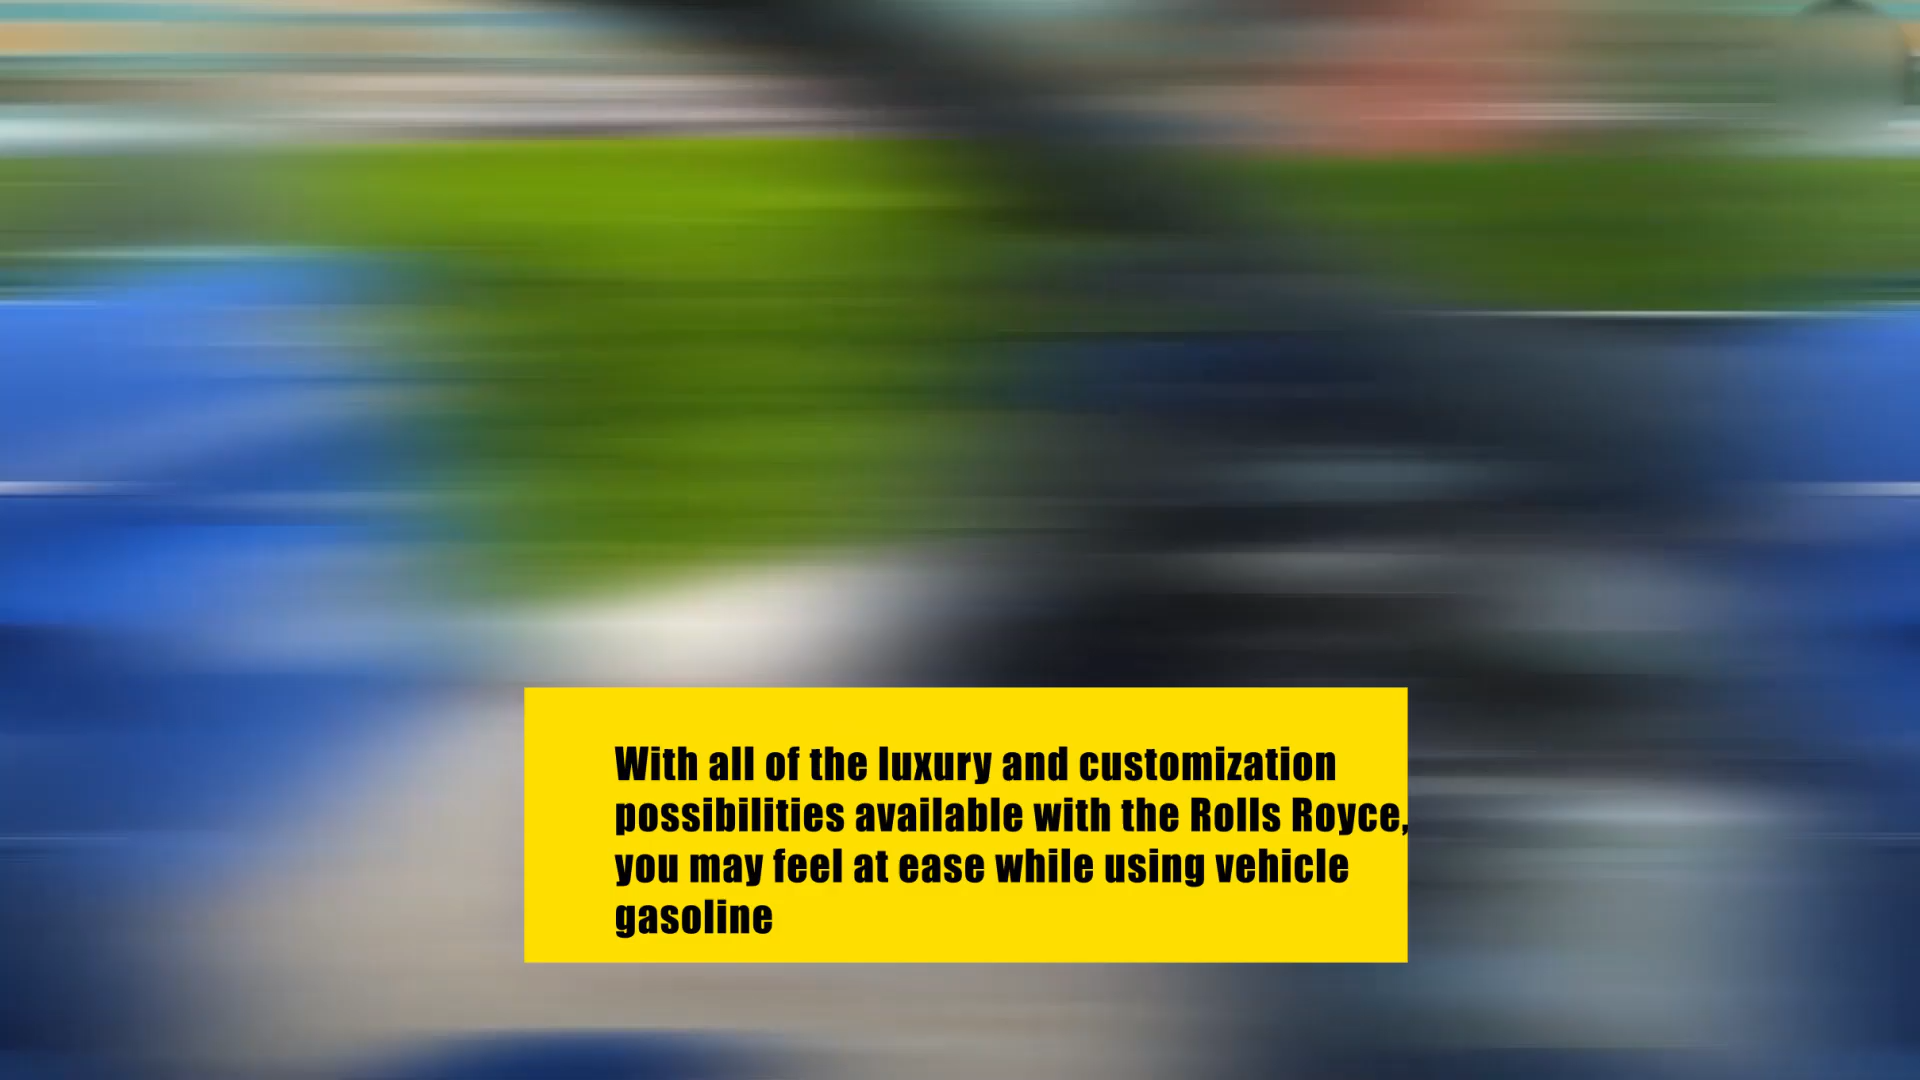 With all of the luxury and customization
possibilities available with the Rolls Royce,
you may feel at ease while using vehicle
gasoline